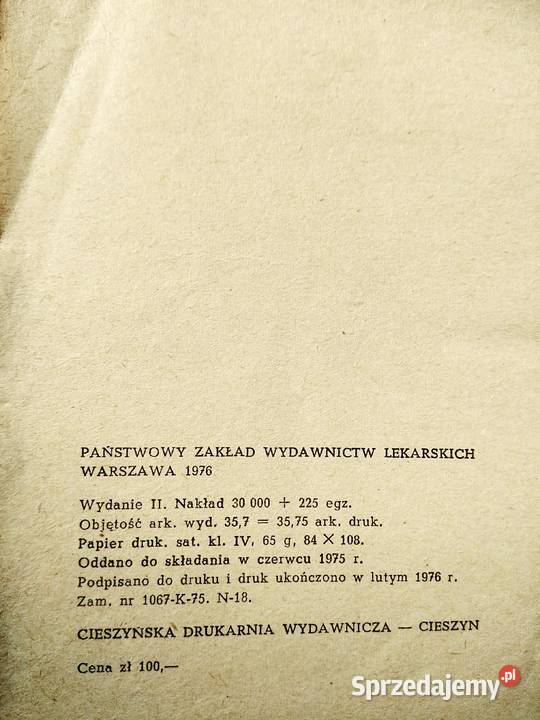 PAŃSTWOWY ZAKŁAD WYDAWNICTW LEKARSKICH
WARSZAWA 1976
Wydanie II. Nakład 30 000 + 225 egz.
Objętość ark. wyd. 35,7 = 35,75 ark. druk.
Papier druk. sat. kl. IV, 65 g, 84 × 108.
Oddano do składania w czerwcu 1975 r.
Podpisano do druku i druk ukończono w lutym 1976 r.
Zam. nr 1067-K-75. N-18.
CIESZYŃSKA DRUKARNIA WYDAWNICZA — CIESZYN
Cena zł 100,—
Sprzedajemy.pl